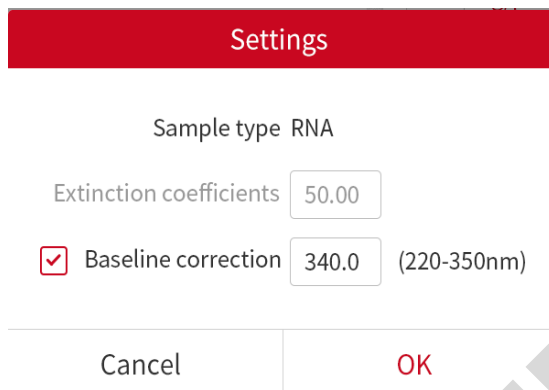 Settings
Sample type RNA
Extinction coefficients 50.00
Baseline correction 340.0 (220-350nm)
Cancel OK